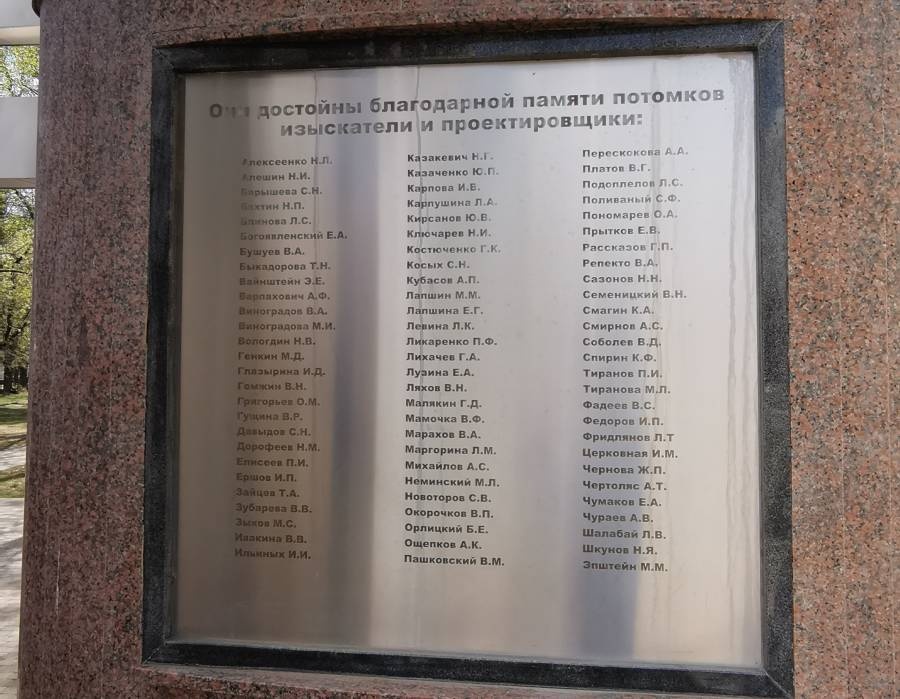 Они достойны благодарной памяти потомков
изыскатели и проектировщики:
Алексеенко Н.Л.
Алешин Н.И.
Барышева С.Н.
Бахтин Н.П.
Блинова Л.С.
Богоявленский Е.А.
Бушуев В.А.
Быкадорова Т.Н.
Вайнштейн Э.Е.
Варпахович А.Ф.
Виноградов В.А.
Виноградова М.И.
Вологдин Н.В.
Генкин М.Д.
Глазырина И.Д.
Гомжин В.Н.
Григорьев О.М.
Гущина В.Р.
Давыдов С.Н.
Дорофеев Н.М.
Елисеев П.И.
Ершов И.П.
Зайцев Т.А.
Зубарева В.В.
Зыков М.С.
Ивакина В.В.
Ильиных И.И.
Казакевич Н.Г.
Казаченко Ю.П.
Карпова И.В.
Карпушина Л.А.
Кирсанов Ю.В.
Ключарев Н.И.
Костюченко Г.К.
Косых С.Н.
Кубасов А.П.
Лапшин М.М.
Лапшина Е.Г.
Левина Л.К.
Ликаренко П.Ф.
Лихачев Г.А.
Лузина Е.А.
Ляхов В.Н.
Малякин Г.Д.
Мамочка В.Ф.
Марахов В.А.
Маргорина Л.М.
Михайлов А.С.
Неминский М.Л.
Новоторов С.В.
Окорочков В.П.
Орлицкий Б.Е.
Ощепков А.К.
Пашковский В.М.
Перескокова А.А.
Платов В.Г.
Подоплелов Л.С.
Поливаный С.Ф.
Пономарев О.А.
Прытков Е.В.
Рассказов Г.П.
Репекто В.А.
Сазонов Н.Н.
Семеницкий В.Н.
Смагин К.А.
Смирнов А.С.
Соболев В.Д.
Спирин К.Ф.
Тиранов П.И.
Тиранова М.Л.
Фадеев В.С.
Федоров И.П.
Фридлянов Л.Т
Церковная И.М.
Чернова Ж.П.
Чертоляс А.Т.
Чумаков Е.А.
Чураев А.В.
Шалабай Л.В.
Шкунов Н.Я.
Эпштейн М.М.